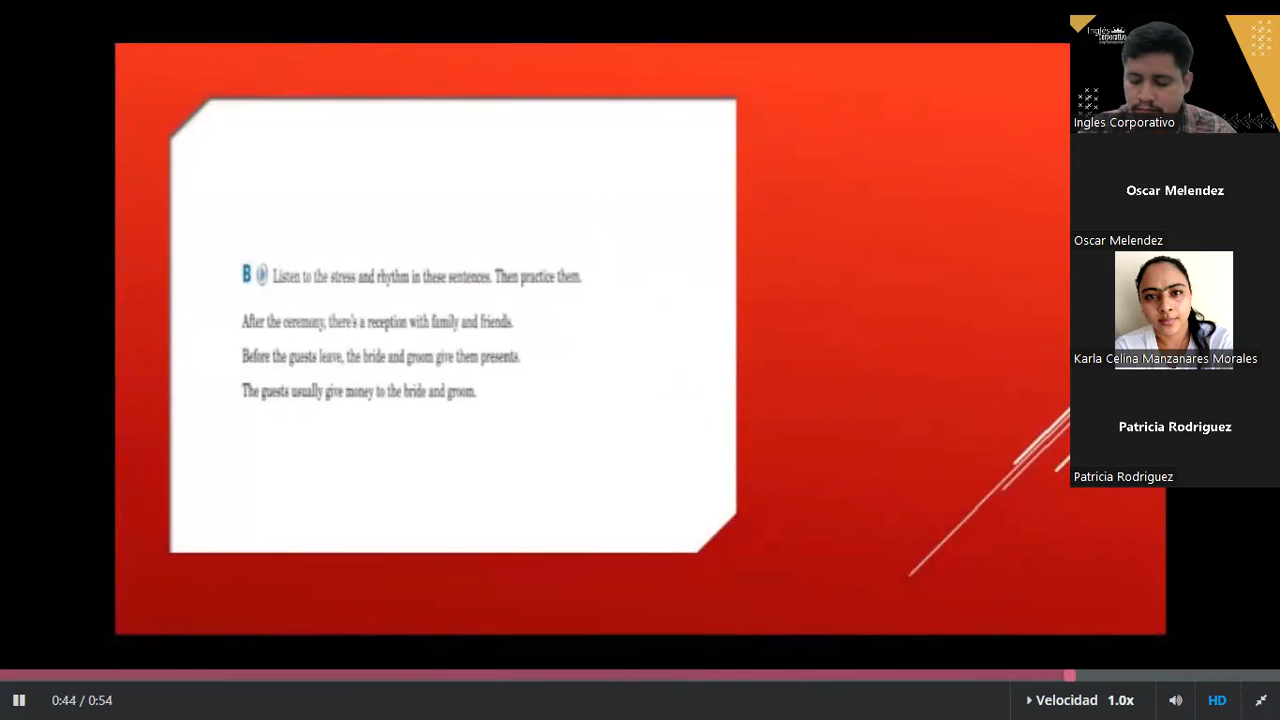 B Listen to the stress and rhythm in these sentences. Then practice them.
After the ceremony, there's a reception with family and friends.
Before the guests leave, the bride and groom give them presents.
The guests usually give money to the bride and groom.
Inglés
Corporativo
Ingles Corporativo
Oscar Melendez
Oscar Melendez
Karla Celina Manzanares Morales
Patricia Rodriguez
Patricia Rodriguez
0:44 / 0:54
Velocidad 1.0x
HD